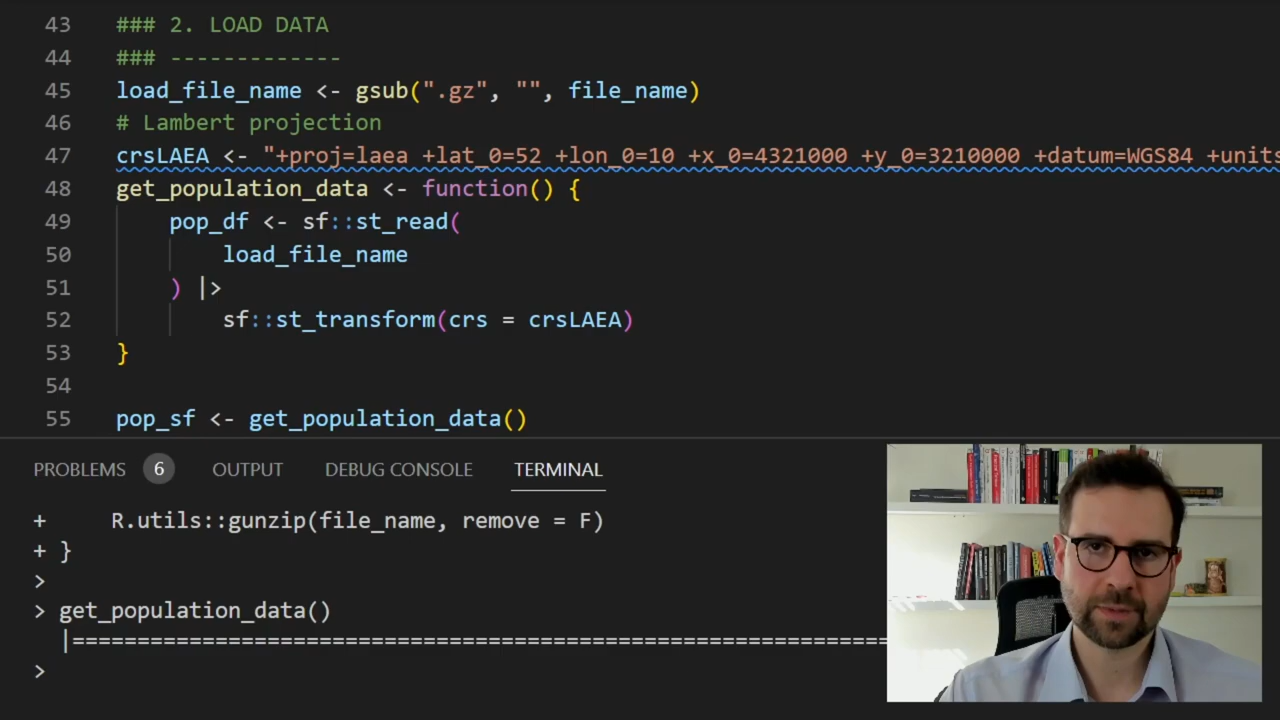 43 ### 2. LOAD DATA
44 ### -------------
45 load_file_name <- gsub(".gz", "", file_name)
46 # Lambert projection
47 crsLAEA <- "+proj=laea +lat_0=52 +lon_0=10 +x_0=4321000 +y_0=3210000 +datum=WGS84 +units
48 get_population_data <- function() {
49 pop_df <- sf::st_read(
50 load_file_name
51 ) |>
52 sf::st_transform(crs = crsLAEA)
53 }
54
55 pop_sf <- get_population_data()
PROBLEMS 6 OUTPUT DEBUG CONSOLE TERMINAL
+ R.utils::gunzip(file_name, remove = F)
+ }
>
> get_population_data()
|===============================================================
>